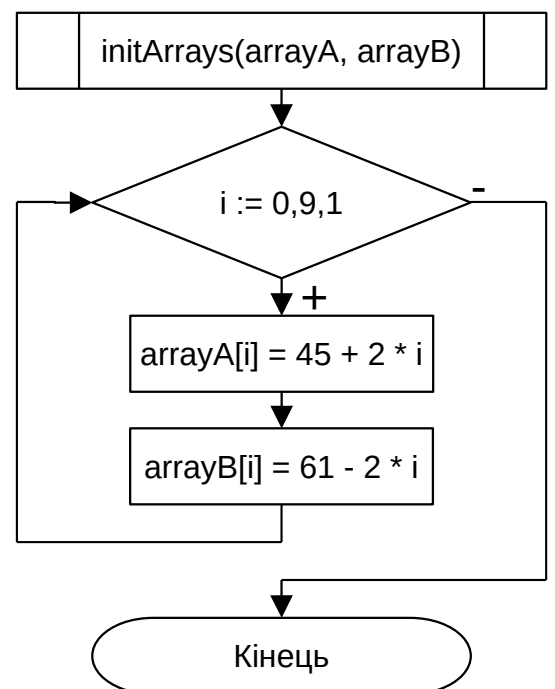 initArrays(arrayA, arrayB)
i := 0,9,1
-
+
arrayA[i] = 45 + 2 * i
arrayB[i] = 61 - 2 * i
Кінець